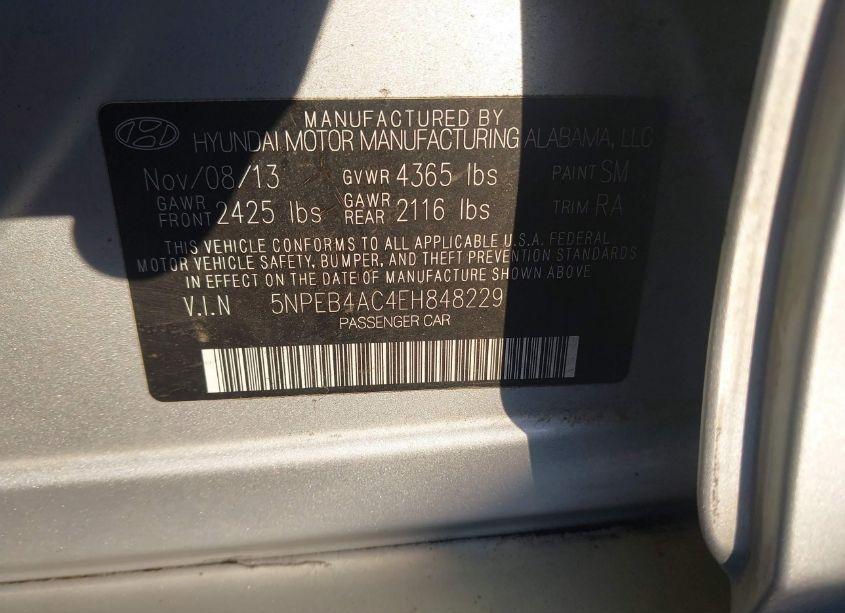 MANUFACTURED BY
HYUNDAI MOTOR MANUFACTURING ALABAMA, LLC
Nov/08/13 GVWR 4365 lbs PAINT SM
GAWR FRONT 2425 lbs GAWR REAR 2116 lbs TRIM RA
THIS VEHICLE CONFORMS TO ALL APPLICABLE U.S.A. FEDERAL
MOTOR VEHICLE SAFETY, BUMPER, AND THEFT PREVENTION STANDARDS
IN EFFECT ON THE DATE OF MANUFACTURE SHOWN ABOVE
V.I.N 5NPEB4AC4EH848229
PASSENGER CAR